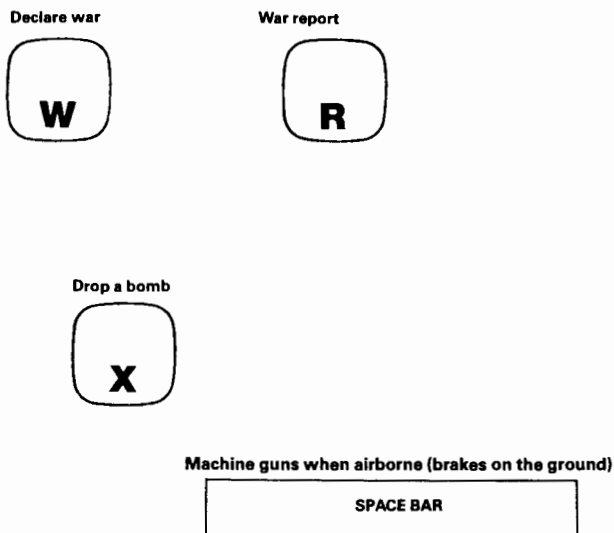 Declare war
War report
W
R
Drop a bomb
X
Machine guns when airborne (brakes on the ground)
SPACE BAR